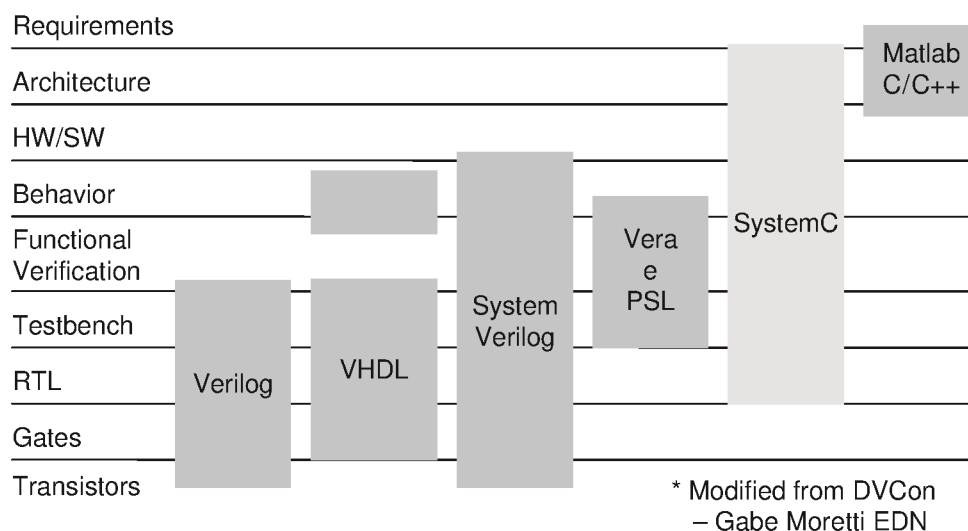 Requirements
Architecture
HW/SW
Behavior
Functional
Verification
Testbench
RTL
Gates
Transistors
Verilog
VHDL
System
Verilog
Vera
e
PSL
SystemC
Matlab
C/C++
* Modified from DVCon
– Gabe Moretti EDN